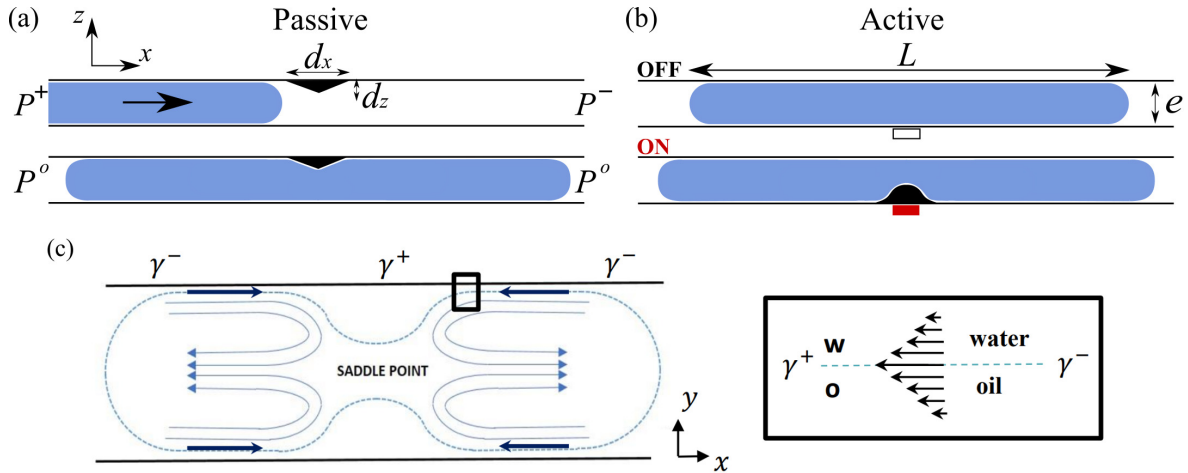 (a)
Passive
z
x
dx
dz
P+
P−
Po
Po
(b)
Active
OFF
L
e
ON
(c)
γ−
γ+
γ−
SADDLE POINT
y
x
γ+
w
o
water
oil
γ−